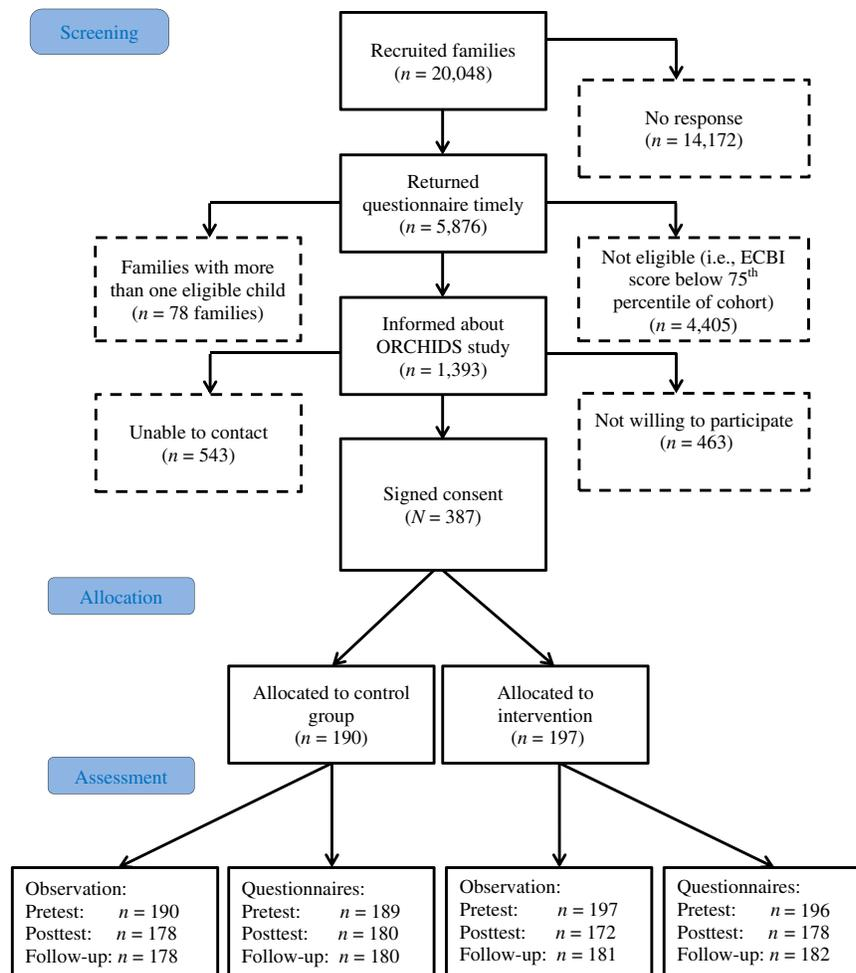 Screening
Recruited families
(n = 20,048)
No response
(n = 14,172)
Returned
questionnaire timely
(n = 5,876)
Families with more
than one eligible child
(n = 78 families)
Not eligible (i.e., ECBI
score below 75th
percentile of cohort)
(n = 4,405)
Informed about
ORCHIDS study
(n = 1,393)
Unable to contact
(n = 543)
Not willing to participate
(n = 463)
Signed consent
(N = 387)
Allocation
Allocated to control
group
(n = 190)
Allocated to
intervention
(n = 197)
Assessment
Observation:
Pretest: n = 190
Posttest: n = 178
Follow-up: n = 178
Questionnaires:
Pretest: n = 189
Posttest: n = 180
Follow-up: n = 180
Observation:
Pretest: n = 197
Posttest: n = 172
Follow-up: n = 181
Questionnaires:
Pretest: n = 196
Posttest: n = 178
Follow-up: n = 182